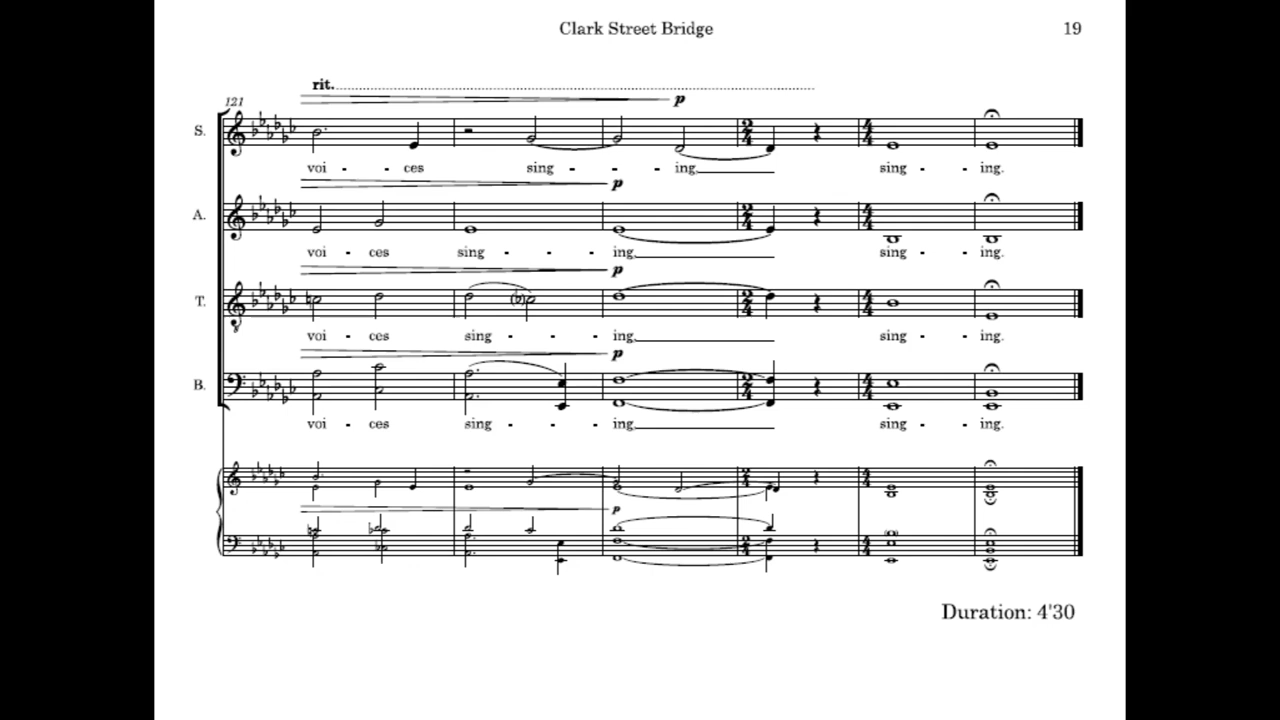 Clark Street Bridge 19
rit.
121
p
S.
voi - - ces sing - - - ing,
p
A.
voi - ces sing - - - ing,
p
T.
voi - ces sing - - - ing,
p
B.
voi - ces sing - - - ing,
sing - - ing.
sing - - ing.
sing - - ing.
sing - - ing.
p
Duration: 4'30